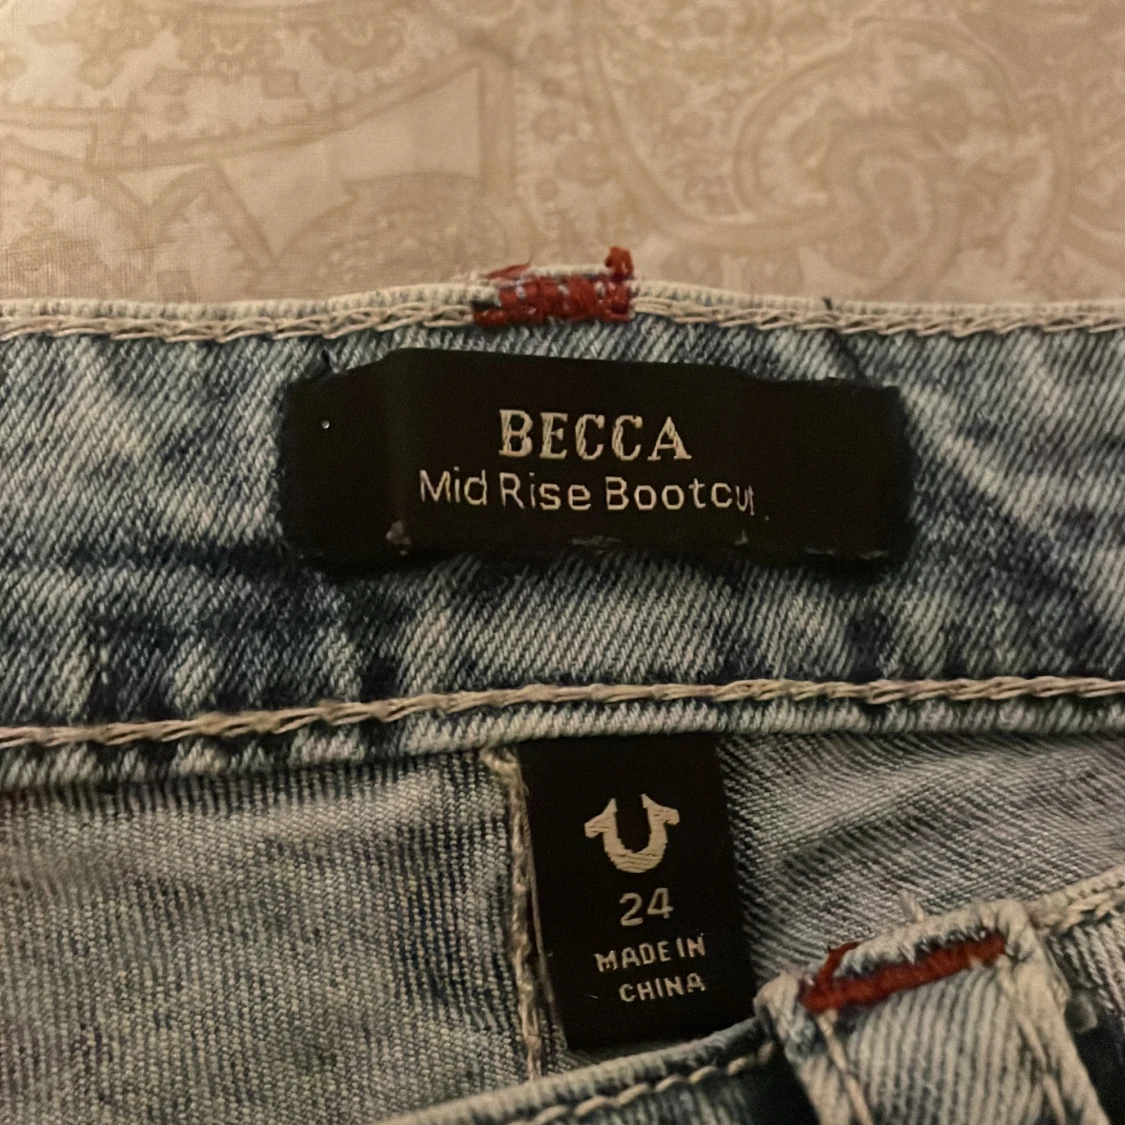 BECCA
Mid Rise Bootcut
24
MADE IN
CHINA